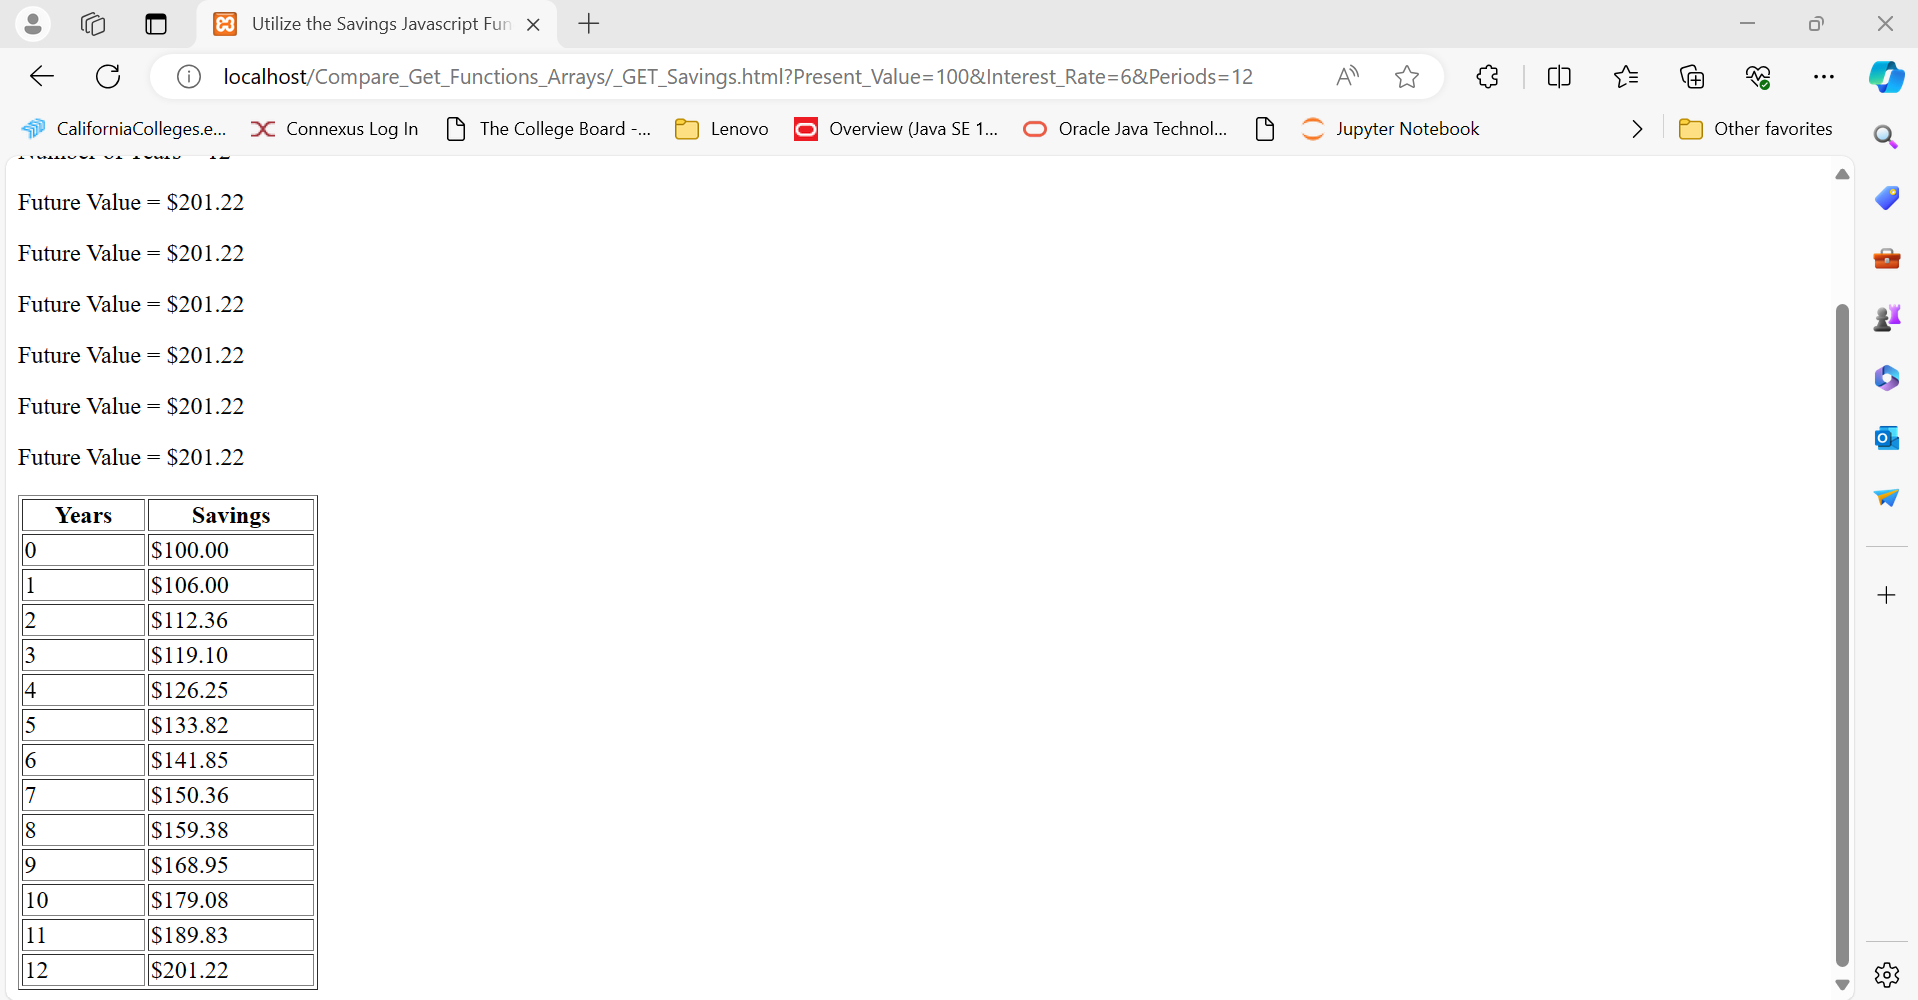 Utilize the Savings Javascript Fun
localhost/Compare_Get_Functions_Arrays/_GET_Savings.html?Present_Value=100&Interest_Rate=6&Periods=12
CaliforniaColleges.e... Connexus Log In The College Board -... Lenovo Overview (Java SE 1... Oracle Java Technol... Jupyter Notebook Other favorites
Number of Years = 12
Future Value = $201.22
Future Value = $201.22
Future Value = $201.22
Future Value = $201.22
Future Value = $201.22
Future Value = $201.22
Years Savings
0 $100.00
1 $106.00
2 $112.36
3 $119.10
4 $126.25
5 $133.82
6 $141.85
7 $150.36
8 $159.38
9 $168.95
10 $179.08
11 $189.83
12 $201.22